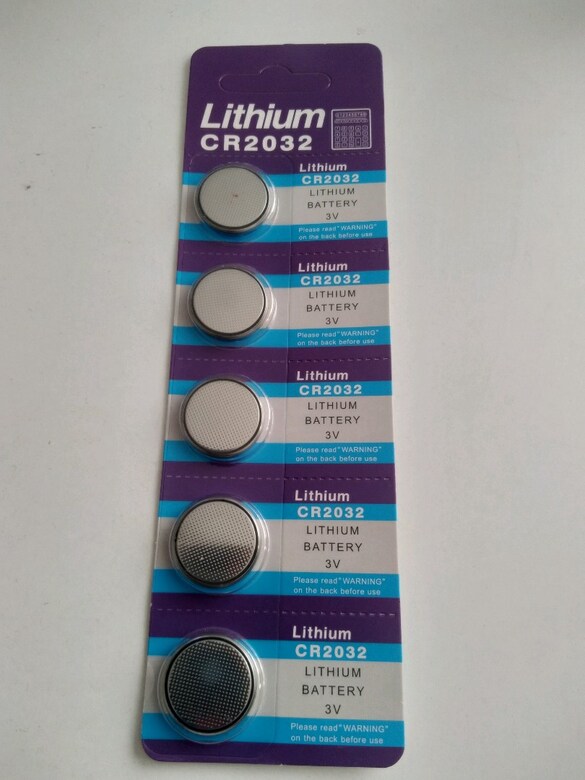 Lithium
CR2032
Lithium
CR2032
LITHIUM
BATTERY
3V
Please read"WARNING"
on the back before use
Lithium
CR2032
LITHIUM
BATTERY
3V
Please read"WARNING"
on the back before use
Lithium
CR2032
LITHIUM
BATTERY
3V
Please read"WARNING"
on the back before use
Lithium
CR2032
LITHIUM
BATTERY
3V
Please read"WARNING"
on the back before use
Lithium
CR2032
LITHIUM
BATTERY
3V
Please read"WARNING"
on the back before use